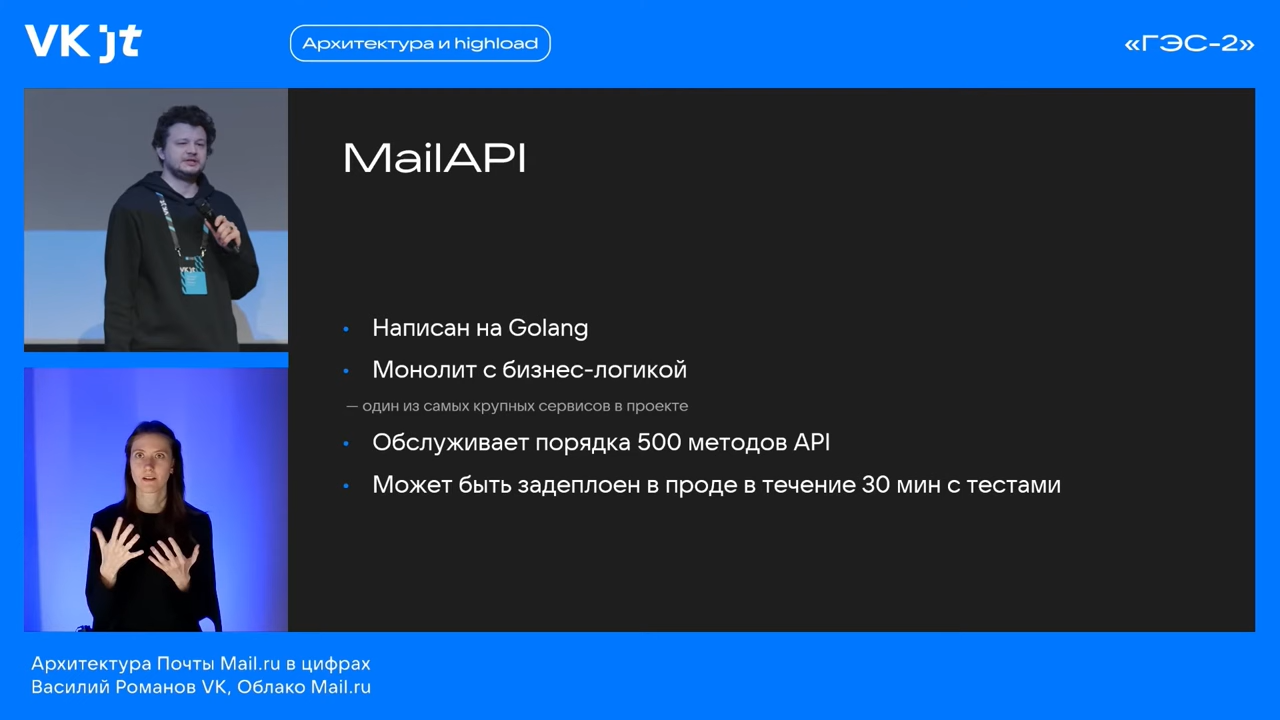 VK jt
Архитектура и highload
«ГЭС-2»
MailAPI
• Написан на Golang
• Монолит с бизнес-логикой
— один из самых крупных сервисов в проекте
• Обслуживает порядка 500 методов API
• Может быть задеплоен в проде в течение 30 мин с тестами
Архитектура Почты Mail.ru в цифрах
Василий Романов VK, Облако Mail.ru